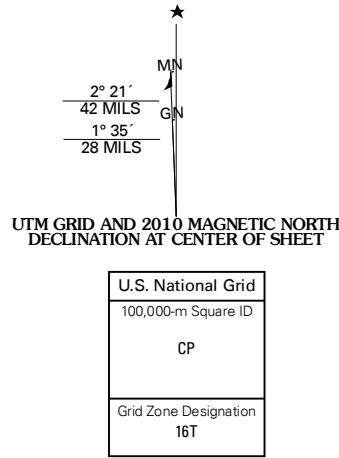 ★
MN
2° 21´
42 MILS
GN
1° 35´
28 MILS
UTM GRID AND 2010 MAGNETIC NORTH
DECLINATION AT CENTER OF SHEET
U.S. National Grid
100,000-m Square ID
CP
Grid Zone Designation
16T